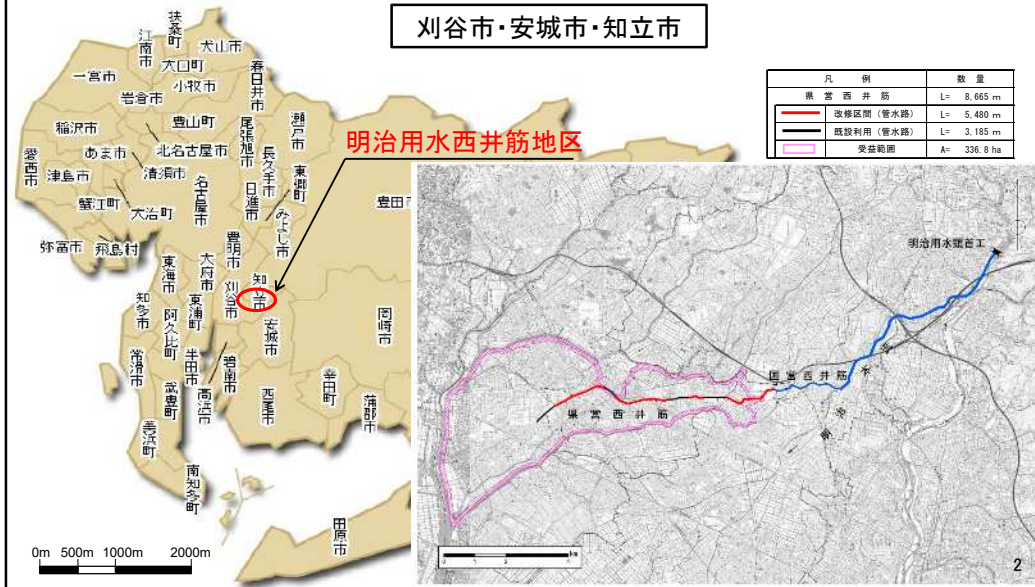 刈谷市・安城市・知立市
扶桑町
江南市
犬山市
大口町
一宮市
小牧市
岩倉市
春日井市
稲沢市
豊山町
瀬戸市
あま市
北名古屋市
尾張旭市
長久手市
愛西市
津島市
清須市
名古屋市
日進市
東郷町
蟹江町
大治町
みよし市
豊田市
弥富市
飛島村
豊明市
東海市
大府市
刈谷市
知立市
知多市
東浦町
安城市
岡崎市
阿久比町
常滑市
半田市
高浜市
碧南市
西尾市
幸田町
蒲郡市
武豊町
美浜町
南知多町
田原市
明治用水西井筋地区
凡 例 数 量
県 営 西 井 筋 L= 8,665 m
改修区間(管水路) L= 5,480 m
既設利用(管水路) L= 3,185 m
受益範囲 A= 336.8 ha
明治用水頭首工
国営西井筋
県営西井筋
明治
0m 500m 1000m 2000m
2